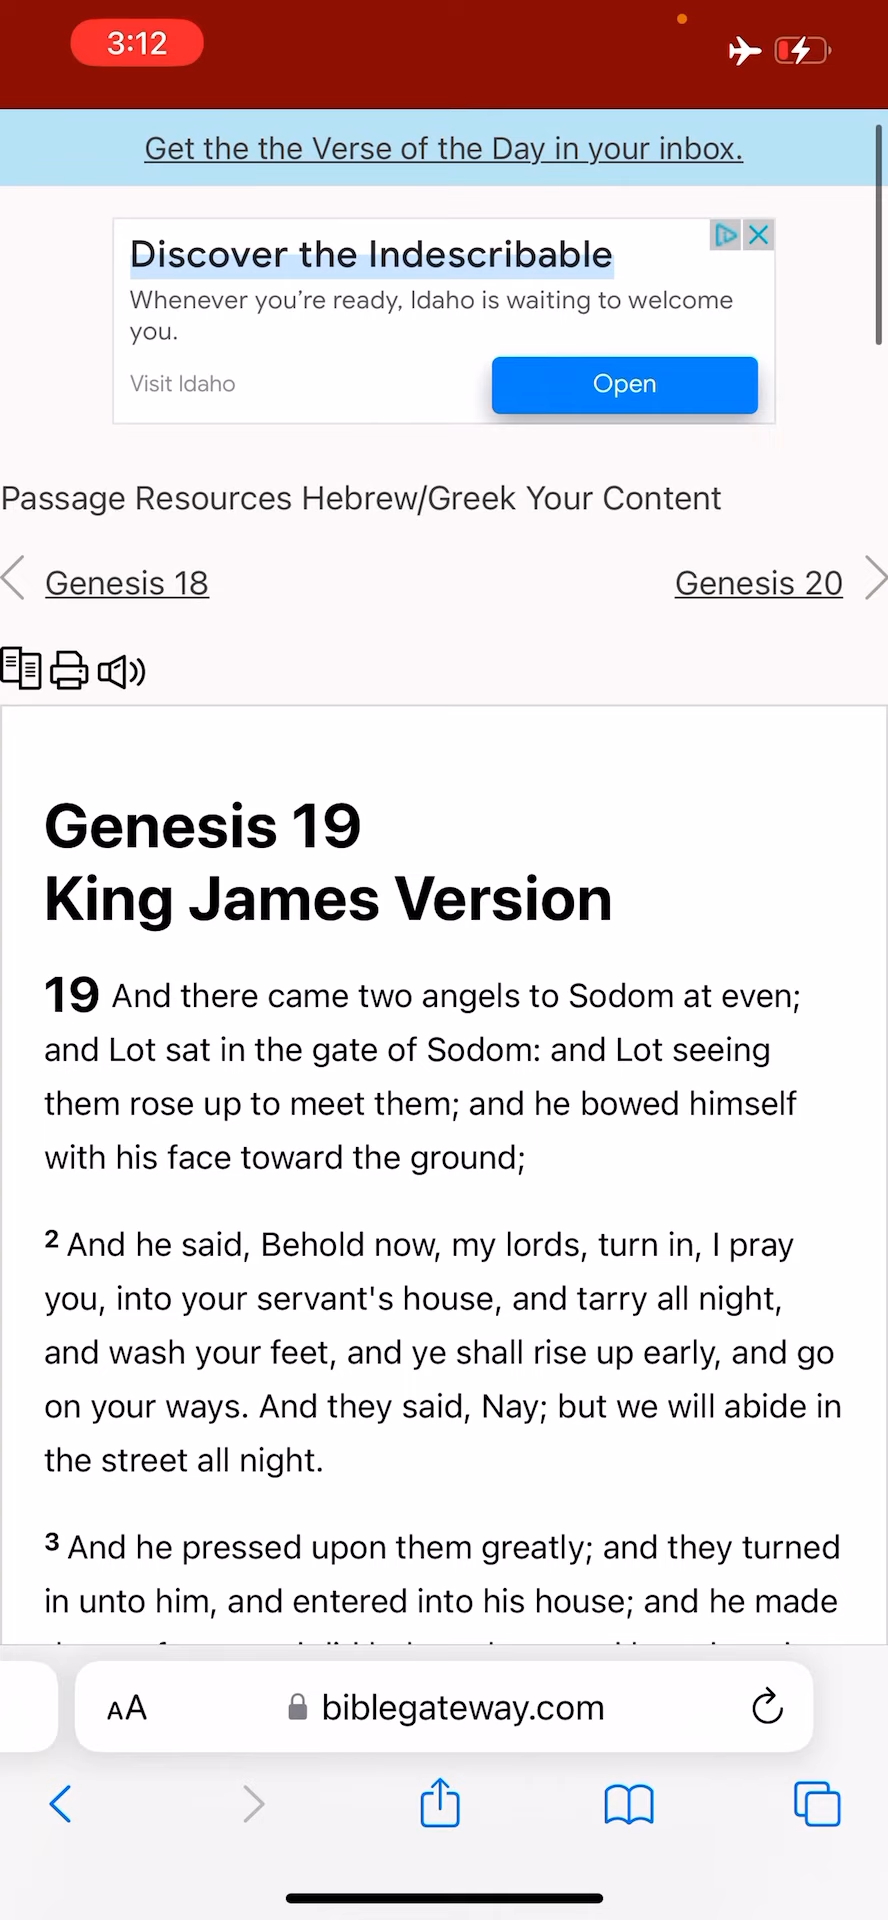 3:12
Get the the Verse of the Day in your inbox.
Discover the Indescribable
Whenever you’re ready, Idaho is waiting to welcome
you.
Visit Idaho
Open
Passage Resources Hebrew/Greek Your Content
Genesis 18
Genesis 20
Genesis 19
King James Version
19 And there came two angels to Sodom at even;
and Lot sat in the gate of Sodom: and Lot seeing
them rose up to meet them; and he bowed himself
with his face toward the ground;
2 And he said, Behold now, my lords, turn in, I pray
you, into your servant's house, and tarry all night,
and wash your feet, and ye shall rise up early, and go
on your ways. And they said, Nay; but we will abide in
the street all night.
3 And he pressed upon them greatly; and they turned
in unto him, and entered into his house; and he made
AA
biblegateway.com